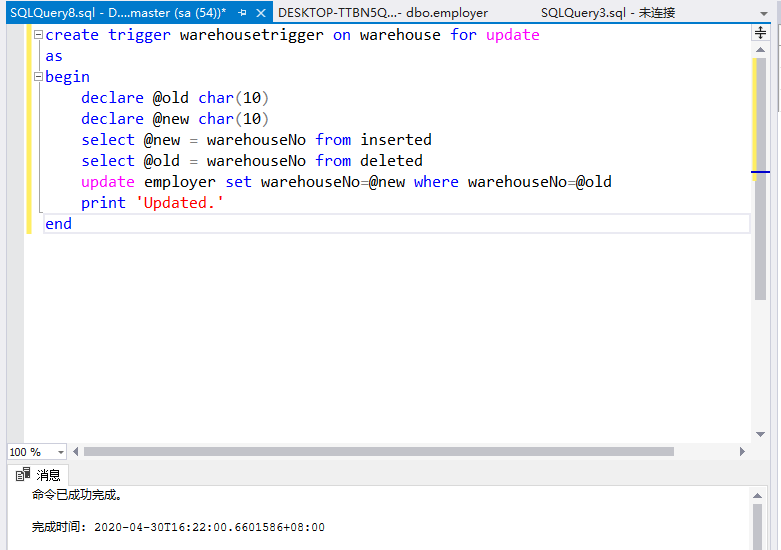 SQLQuery8.sql - D....master (sa (54))* DESKTOP-TTBN5Q...- dbo.employer SQLQuery3.sql - 未连接
create trigger warehousetrigger on warehouse for update
as
begin
    declare @old char(10)
    declare @new char(10)
    select @new = warehouseNo from inserted
    select @old = warehouseNo from deleted
    update employer set warehouseNo=@new where warehouseNo=@old
    print 'Updated.'
end
100 %
消息
命令已成功完成。
完成时间: 2020-04-30T16:22:00.6601586+08:00